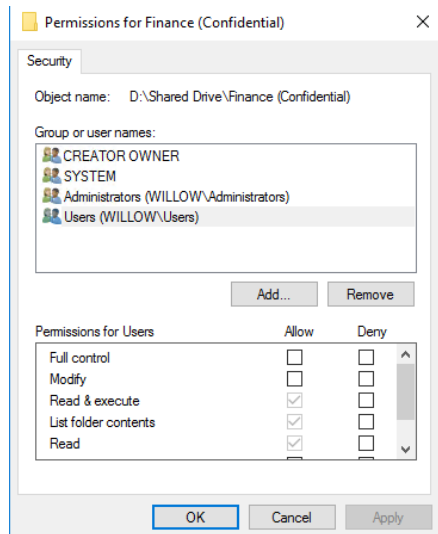 Permissions for Finance (Confidential)
Security
Object name: D:\Shared Drive\Finance (Confidential)
Group or user names:
CREATOR OWNER
SYSTEM
Administrators (WILLOW\Administrators)
Users (WILLOW\Users)
Add... Remove
Permissions for Users Allow Deny
Full control
Modify
Read & execute
List folder contents
Read
OK Cancel Apply